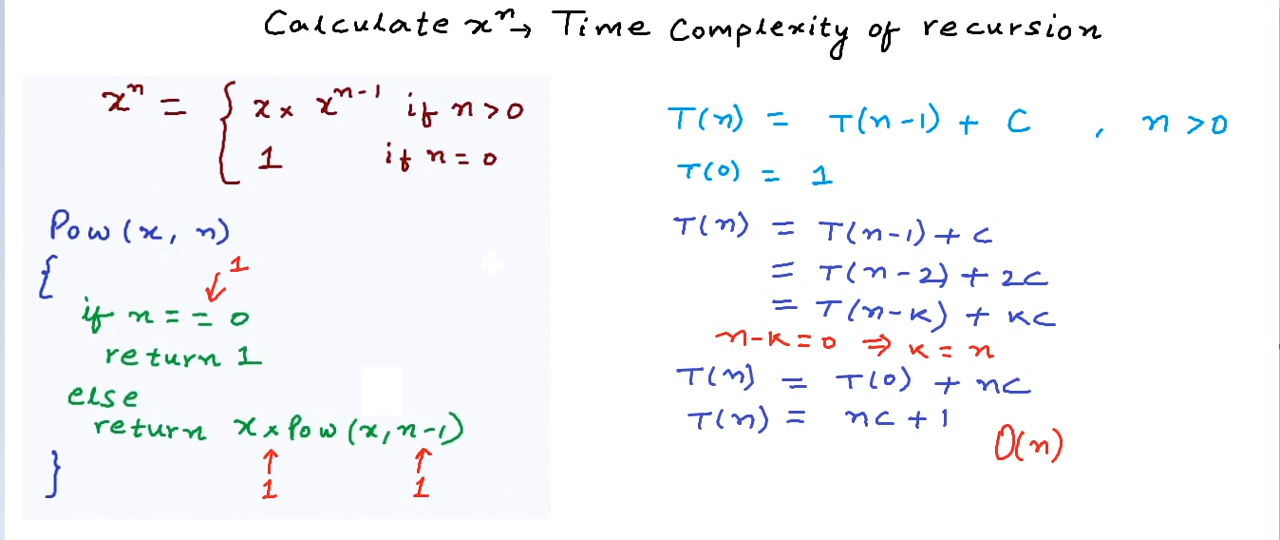 Calculate xⁿ → Time Complexity of recursion
xⁿ = { x × xⁿ⁻¹ if n > 0
1 if n = 0
Pow (x, n)
{
1
if n = = 0
return 1
else
return x × Pow (x, n-1)
↑ ↑
1 1
}
T(n) = T(n-1) + C , n > 0
T(0) = 1
T(n) = T(n-1) + C
= T(n-2) + 2C
= T(n-K) + KC
n-K = 0 ⇒ K = n
T(n) = T(0) + nC
T(n) = nC + 1
O(n)